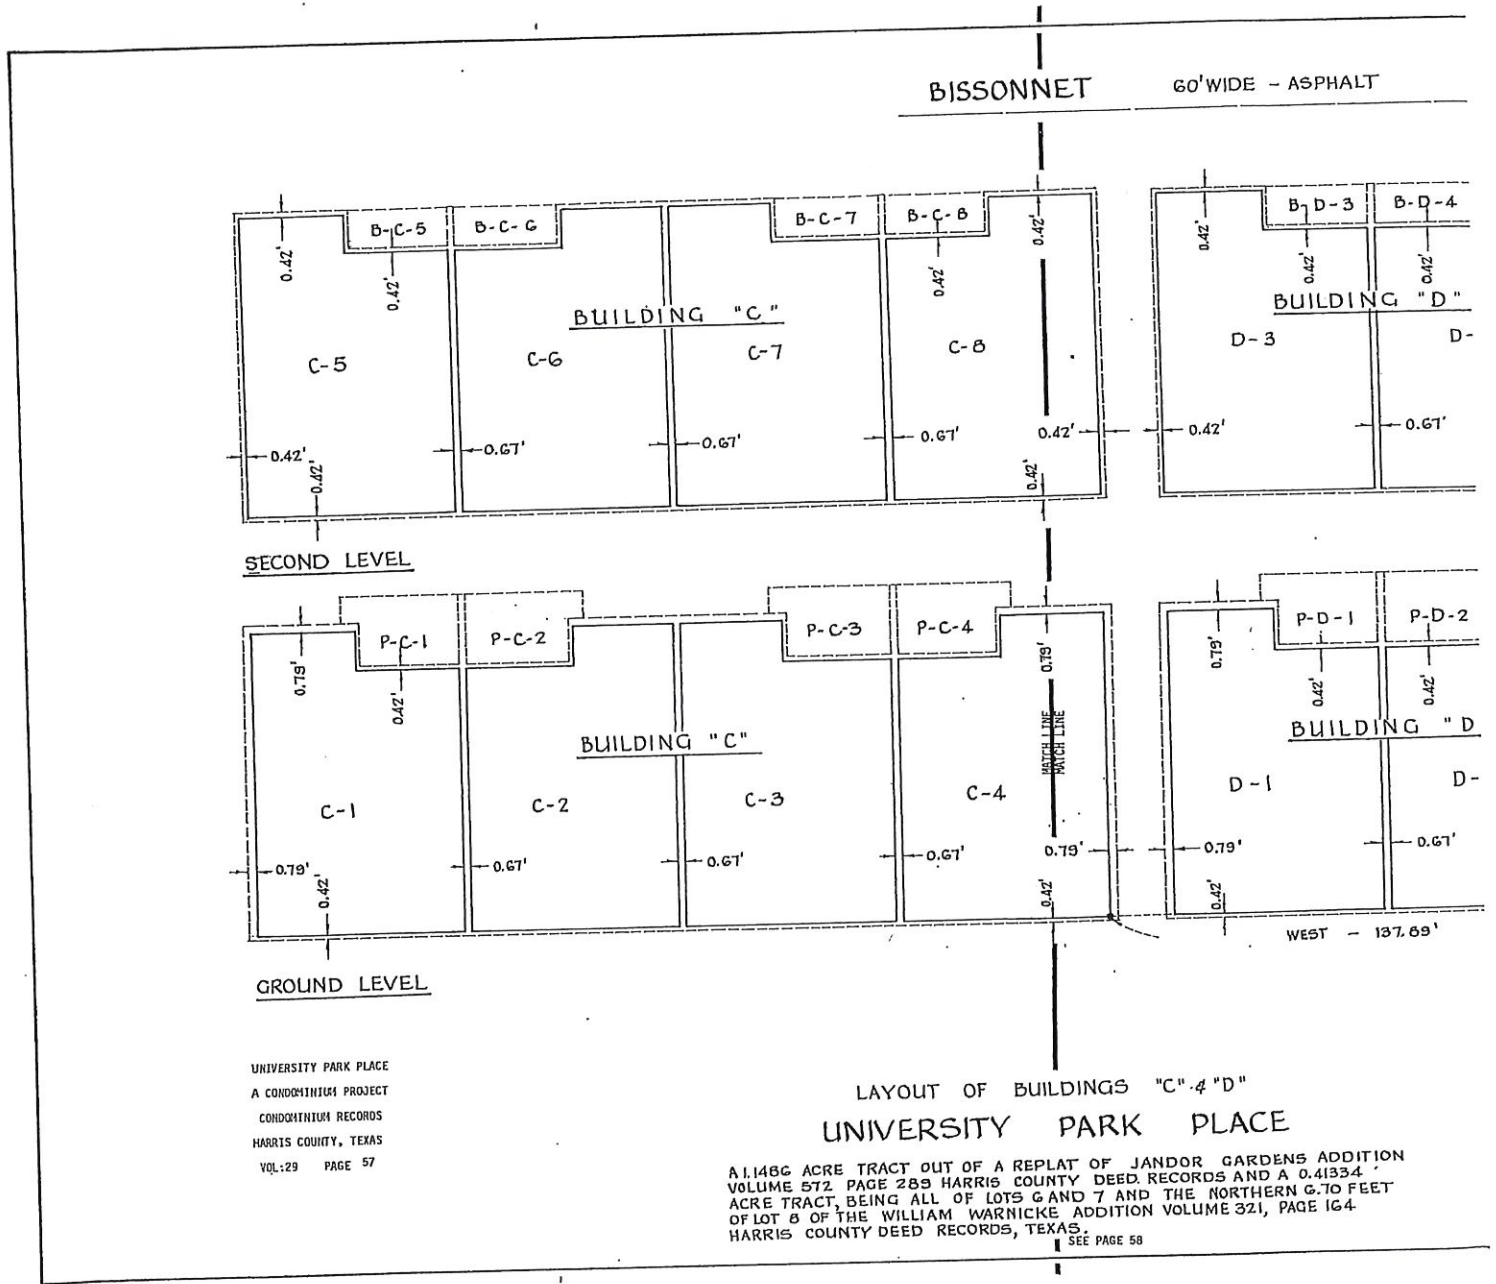 BISSONNET 60' WIDE - ASPHALT
B-C-5 B-C-6 B-C-7 B-C-8 B-D-3 B-D-4
0.42' 0.42' 0.42' 0.42' 0.42' 0.42' 0.42'
BUILDING "C" BUILDING "D"
C-5 C-6 C-7 C-8 D-3 D-
0.42' 0.67' 0.67' 0.67' 0.42' 0.42' 0.67'
0.42' 0.42'
SECOND LEVEL
P-C-1 P-C-2 P-C-3 P-C-4 P-D-1 P-D-2
0.79' 0.42' 0.79' 0.79' 0.42' 0.42'
MATCH LINE
MATCH LINE
BUILDING "C" BUILDING "D
C-1 C-2 C-3 C-4 D-1 D-
0.79' 0.67' 0.67' 0.67' 0.79' 0.79' 0.67'
0.42' 0.42' 0.42'
WEST - 137.89'
GROUND LEVEL
UNIVERSITY PARK PLACE
A CONDOMINIUM PROJECT
CONDOMINIUM RECORDS
HARRIS COUNTY, TEXAS
VOL:29 PAGE 57
LAYOUT OF BUILDINGS "C" & "D"
UNIVERSITY PARK PLACE
A 1.1486 ACRE TRACT OUT OF A REPLAT OF JANDOR GARDENS ADDITION
VOLUME 572 PAGE 289 HARRIS COUNTY DEED RECORDS AND A 0.41334
ACRE TRACT, BEING ALL OF LOTS 6 AND 7 AND THE NORTHERN 6.70 FEET
OF LOT 8 OF THE WILLIAM WARNICKE ADDITION VOLUME 321, PAGE 164
HARRIS COUNTY DEED RECORDS, TEXAS.
SEE PAGE 58